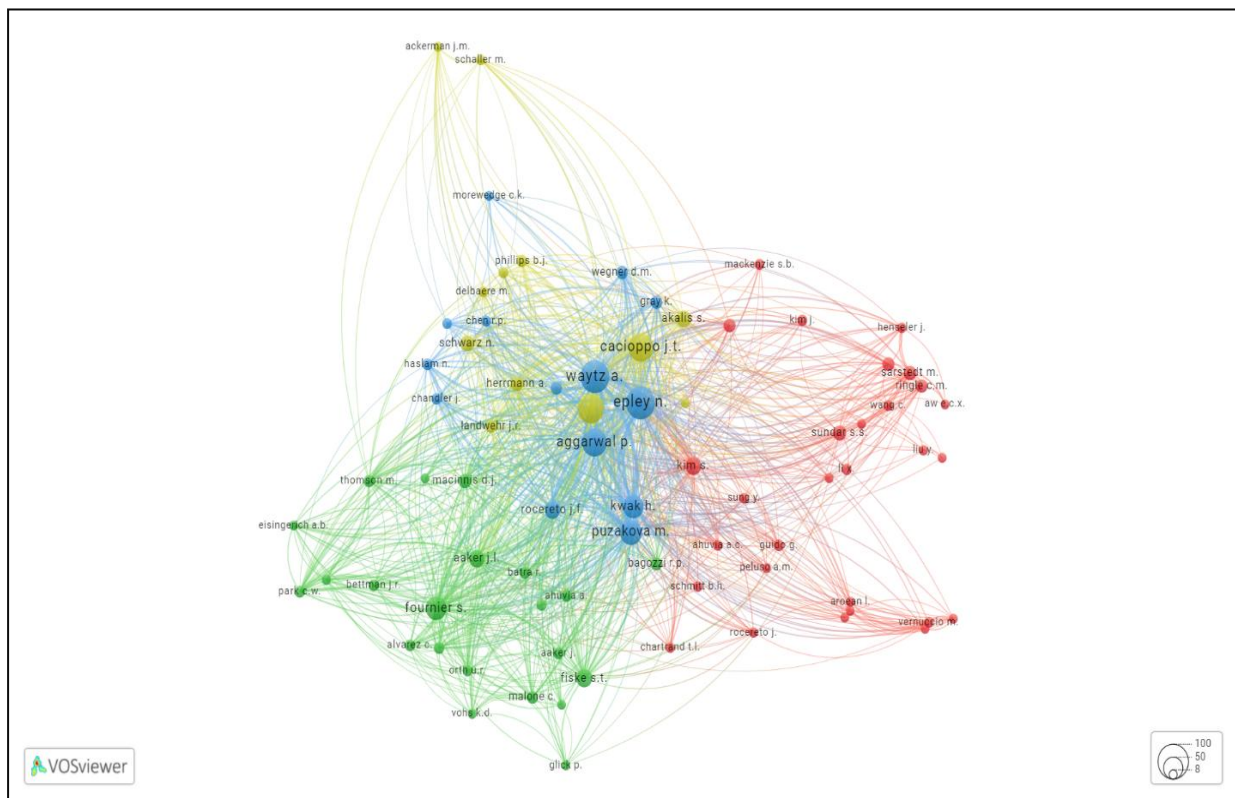 ackerman j.m.
schaller m.
morewedge c.k.
phillips b.j.
wegner d.m.
mackenzie s.b.
delbaere m.
gray k.
chen r.p.
akalis s.
kim j.
henseler j.
schwarz n.
cacioppo j.t.
haslam n.
waytz a.
sarstedt m.
herrmann a.
ringle c.m.
chandler j.
epley n.
wang c.
aw e.c.x.
landwehr j.r.
aggarwal p.
sundar s.s.
liu y.
thomson m.
macinnis d.j.
kim s.
li x.
rocereto j.f.
kwak h.
sung y.
eisingerich a.b.
puzakova m.
aaker j.l.
ahuvia a.c.
guido g.
batra r.
bagozzi r.p.
peluso a.m.
park c.w.
bettman j.r.
schmitt b.h.
ahuvia a.
fournier s.
aroean l.
vernuccio m.
rocereto j.
alvarez c.
chartrand t.l.
aaker j.
orth u.r.
fiske s.t.
malone c.
vohs k.d.
glick p.
VOSviewer
100
50
8